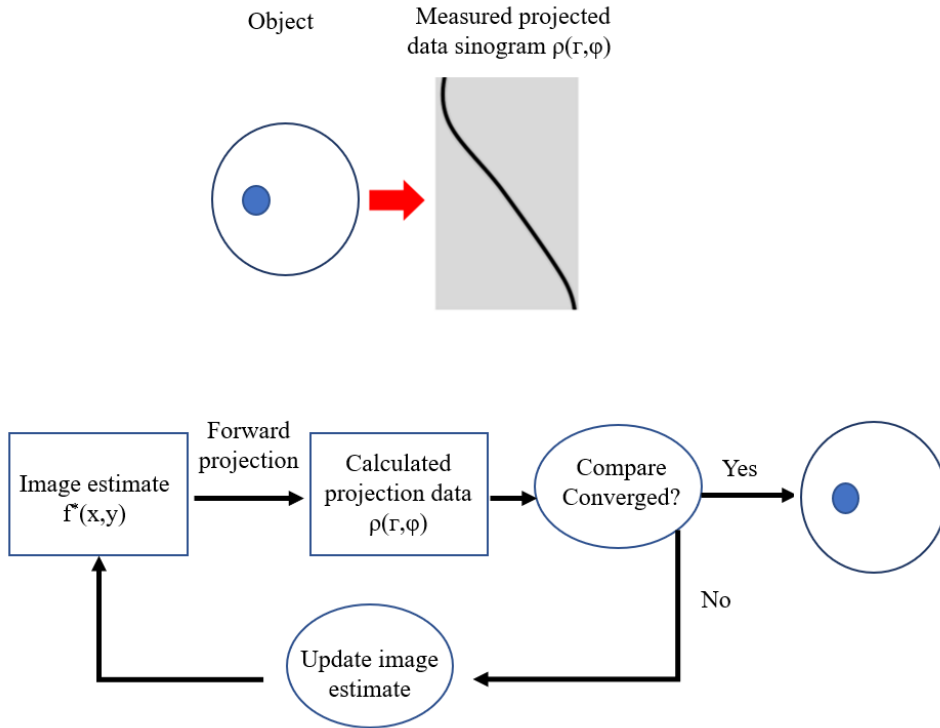 Object
Measured projected
data sinogram ρ(r,φ)
Forward
projection
Image estimate
f*(x,y)
Calculated
projection data
ρ(r,φ)
Compare
Converged?
Yes
No
Update image
estimate